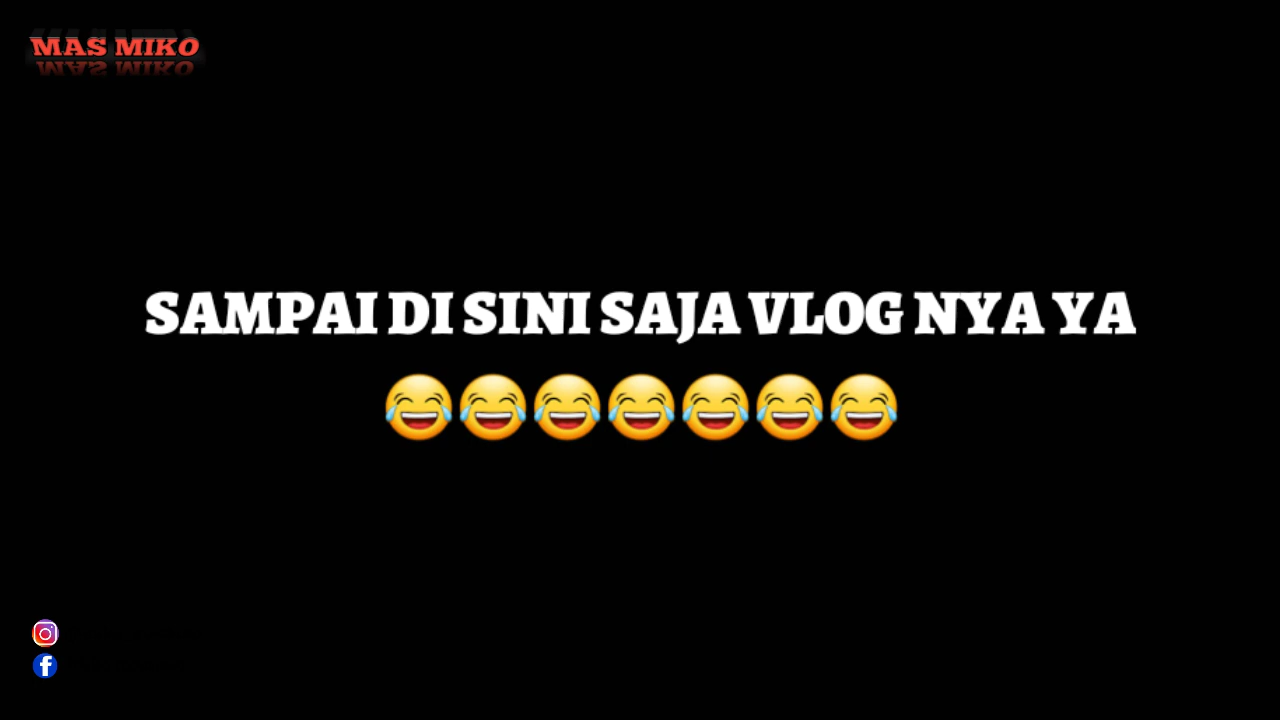 MAS MIKO
SAMPAI DI SINI SAJA VLOG NYA YA
😂😂😂😂😂😂😂